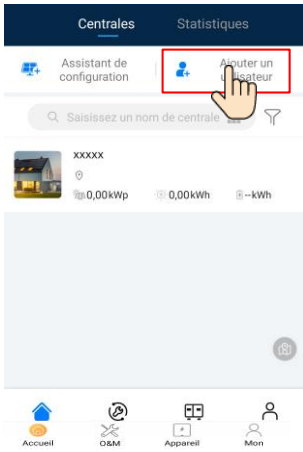 Centrales Statistiques
Assistant de configuration
Ajouter un utilisateur
Saisissez un nom de centrale
xxxxx
0,00kWp 0,00kWh --kWh
Accueil O&M Appareil Mon